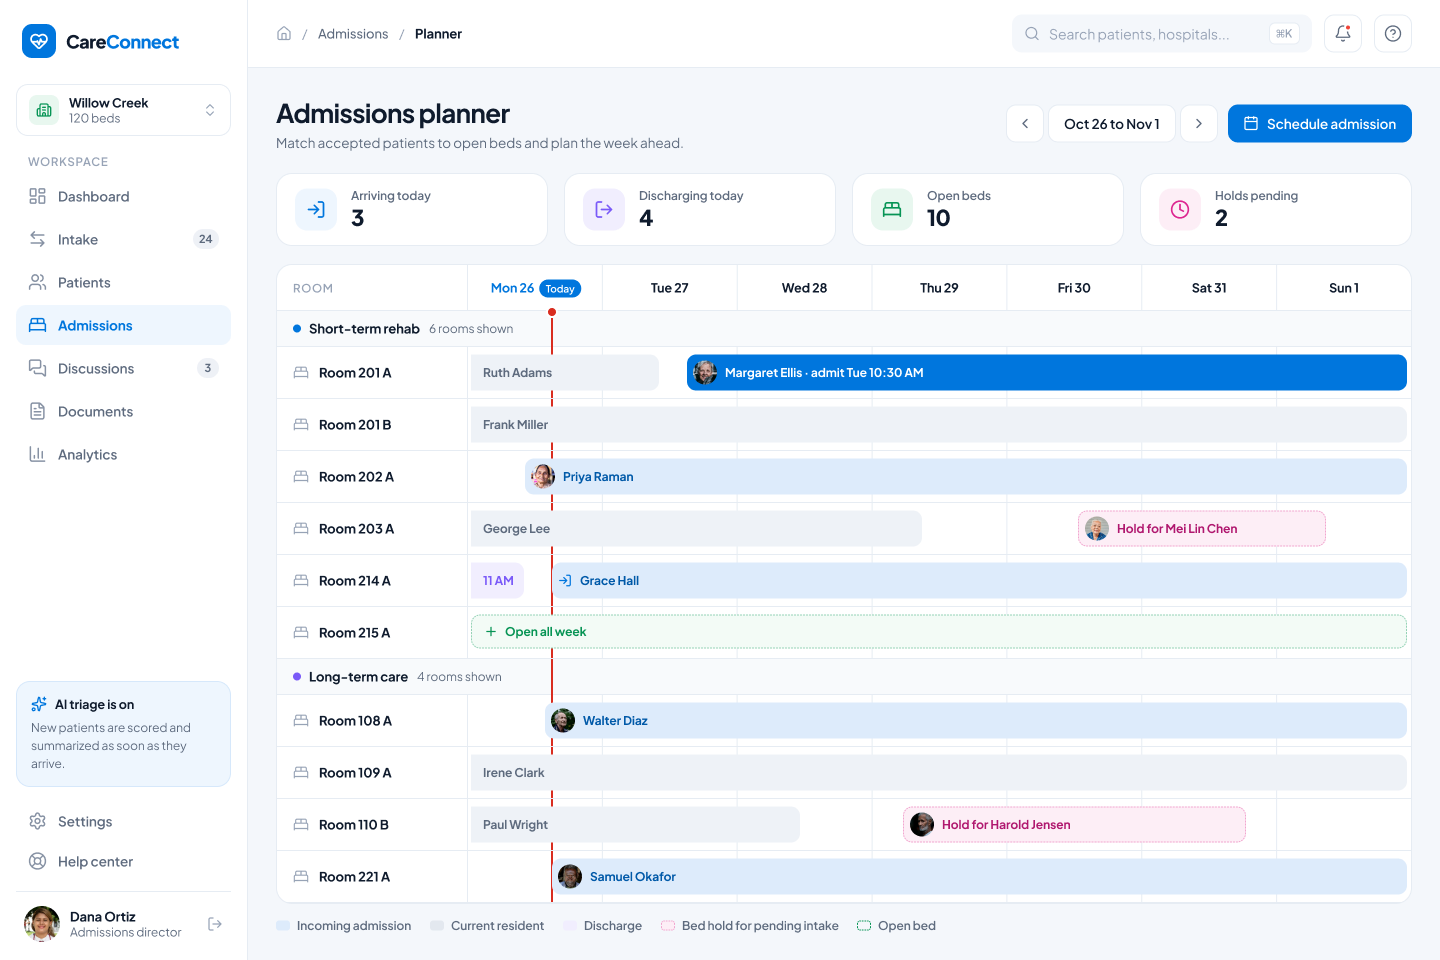 CareConnect
Willow Creek
120 beds
WORKSPACE
Dashboard
Intake 24
Patients
Admissions
Discussions 3
Documents
Analytics
AI triage is on
New patients are scored and
summarized as soon as they
arrive.
Settings
Help center
Dana Ortiz
Admissions director
/ Admissions / Planner
Search patients, hospitals... ⌘K
Admissions planner
Match accepted patients to open beds and plan the week ahead.
Oct 26 to Nov 1
Schedule admission
Arriving today
3
Discharging today
4
Open beds
10
Holds pending
2
ROOM Mon 26 Today Tue 27 Wed 28 Thu 29 Fri 30 Sat 31 Sun 1
Short-term rehab 6 rooms shown
Room 201 A Ruth Adams Margaret Ellis · admit Tue 10:30 AM
Room 201 B Frank Miller
Room 202 A Priya Raman
Room 203 A George Lee Hold for Mei Lin Chen
Room 214 A 11 AM Grace Hall
Room 215 A Open all week
Long-term care 4 rooms shown
Room 108 A Walter Diaz
Room 109 A Irene Clark
Room 110 B Paul Wright Hold for Harold Jensen
Room 221 A Samuel Okafor
Incoming admission Current resident Discharge Bed hold for pending intake Open bed